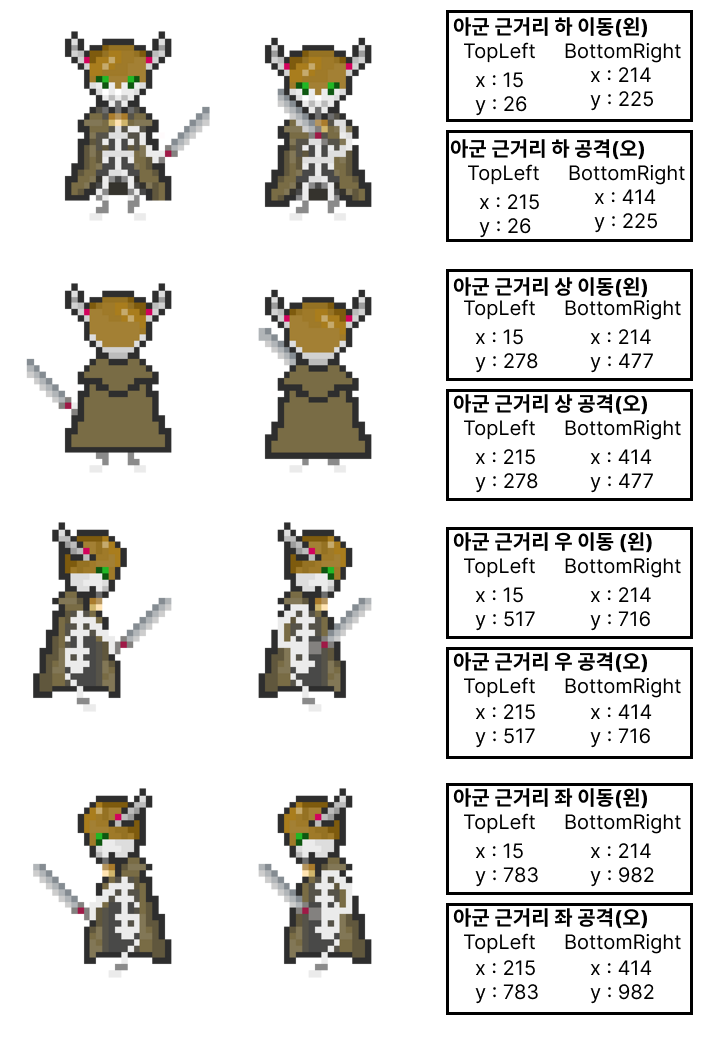 아군 근거리 하 이동(왼)
TopLeft BottomRight
x : 15 x : 214
y : 26 y : 225
아군 근거리 하 공격(오)
TopLeft BottomRight
x : 215 x : 414
y : 26 y : 225
아군 근거리 상 이동(왼)
TopLeft BottomRight
x : 15 x : 214
y : 278 y : 477
아군 근거리 상 공격(오)
TopLeft BottomRight
x : 215 x : 414
y : 278 y : 477
아군 근거리 우 이동 (왼)
TopLeft BottomRight
x : 15 x : 214
y : 517 y : 716
아군 근거리 우 공격(오)
TopLeft BottomRight
x : 215 x : 414
y : 517 y : 716
아군 근거리 좌 이동(왼)
TopLeft BottomRight
x : 15 x : 214
y : 783 y : 982
아군 근거리 좌 공격(오)
TopLeft BottomRight
x : 215 x : 414
y : 783 y : 982